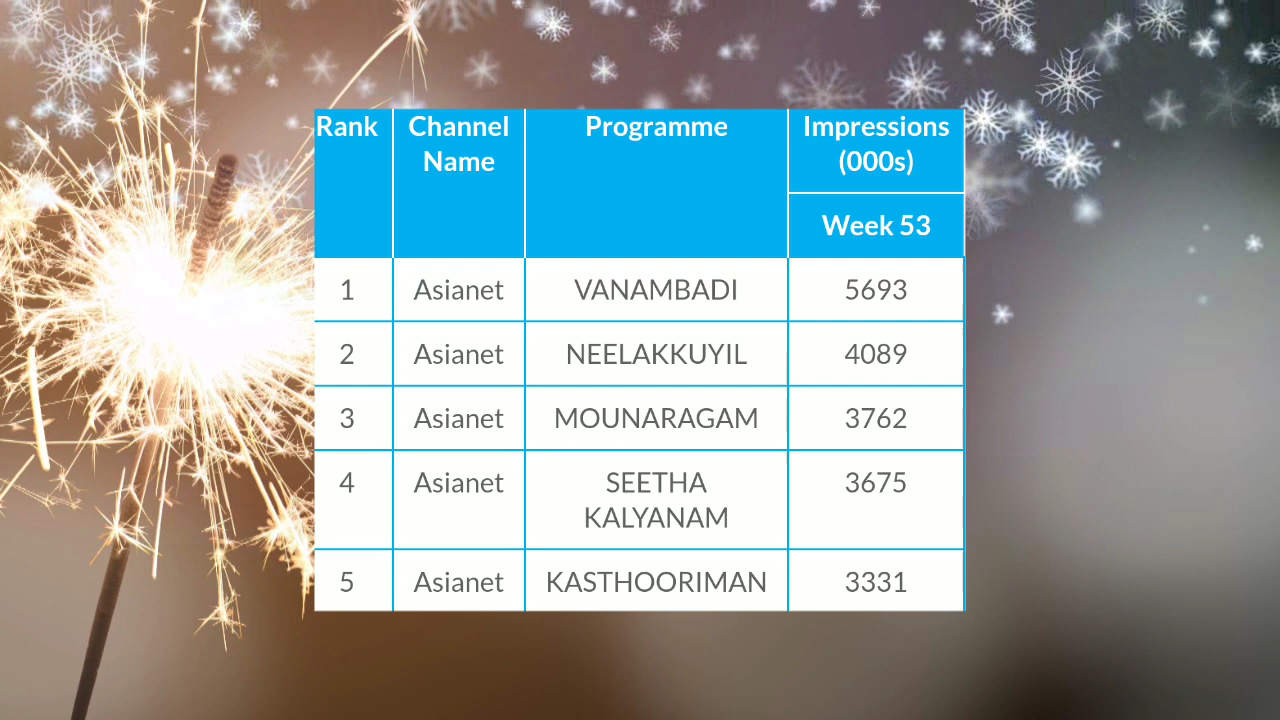 Rank Channel Name Programme Impressions (000s)
Week 53
1 Asianet VANAMBADI 5693
2 Asianet NEELAKKUYIL 4089
3 Asianet MOUNARAGAM 3762
4 Asianet SEETHA KALYANAM 3675
5 Asianet KASTHOORIMAN 3331